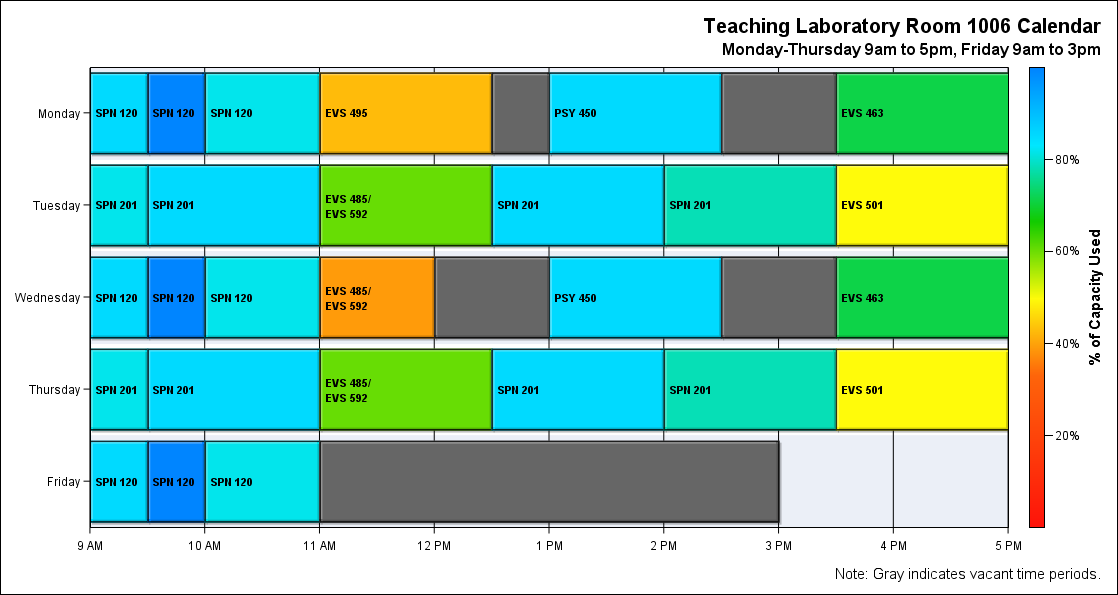 Teaching Laboratory Room 1006 Calendar
Monday-Thursday 9am to 5pm, Friday 9am to 3pm
Monday
SPN 120
SPN 120
SPN 120
EVS 495
PSY 450
EVS 463
Tuesday
SPN 201
SPN 201
EVS 485/
EVS 592
SPN 201
SPN 201
EVS 501
Wednesday
SPN 120
SPN 120
SPN 120
EVS 485/
EVS 592
PSY 450
EVS 463
Thursday
SPN 201
SPN 201
EVS 485/
EVS 592
SPN 201
SPN 201
EVS 501
Friday
SPN 120
SPN 120
SPN 120
9 AM
10 AM
11 AM
12 PM
1 PM
2 PM
3 PM
4 PM
5 PM
80%
60%
40%
20%
% of Capacity Used
Note: Gray indicates vacant time periods.